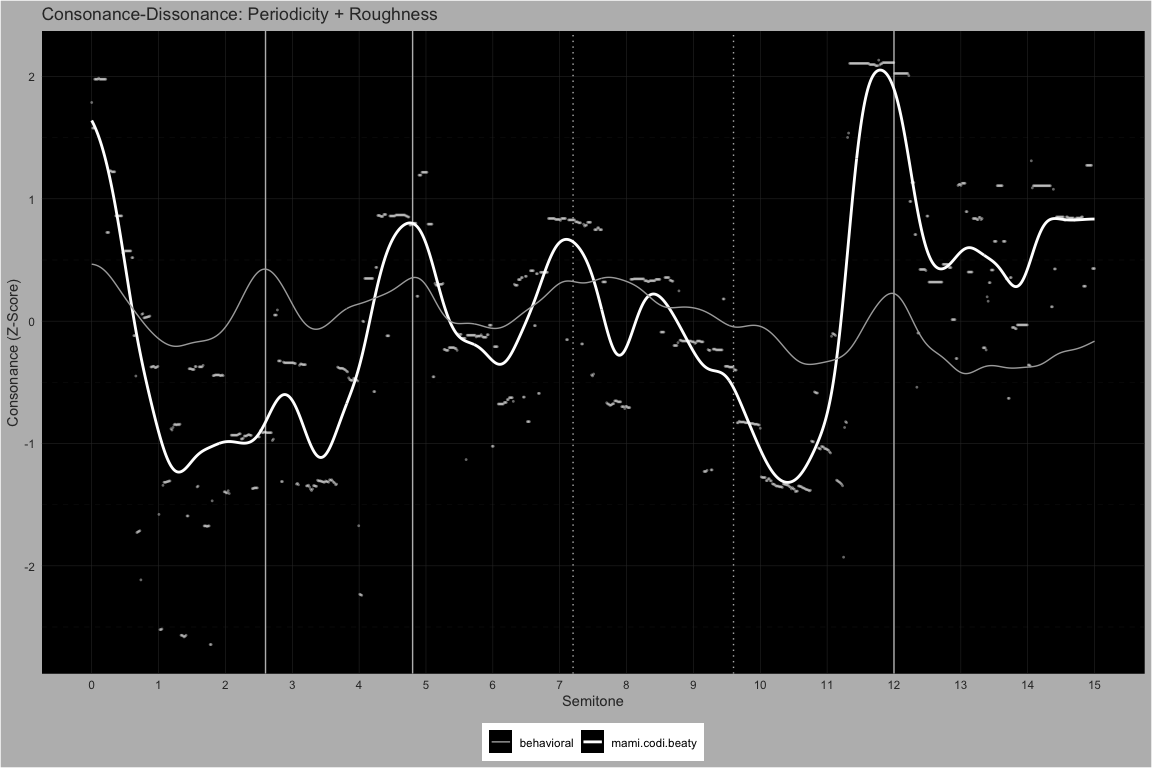 Consonance-Dissonance: Periodicity + Roughness
Consonance (Z-Score)
2
1
0
-1
-2
0 1 2 3 4 5 6 7 8 9 10 11 12 13 14 15
Semitone
behavioral mami.codi.beaty